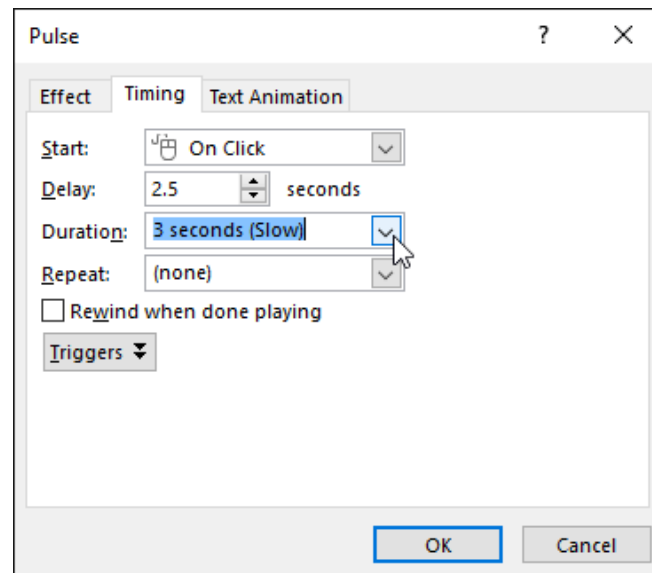 Pulse ?
Effect Timing Text Animation
Start: On Click
Delay: 2.5 seconds
Duration: 3 seconds (Slow)
Repeat: (none)
Rewind when done playing
Triggers
OK Cancel